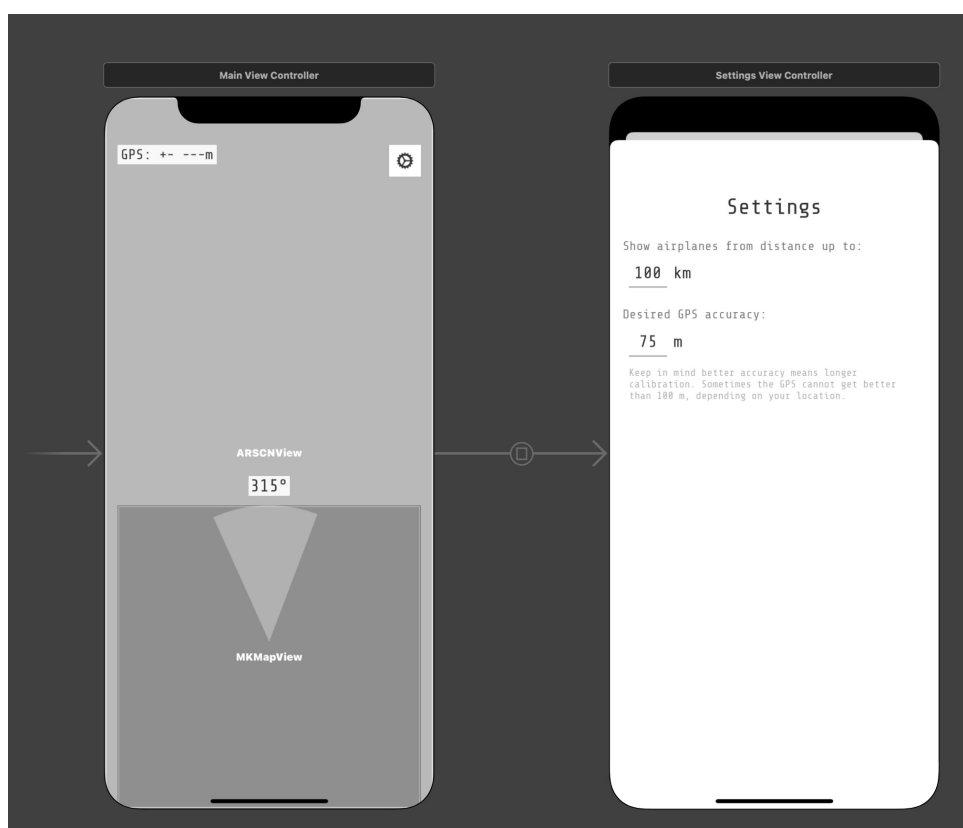 Main View Controller
GPS: +- ---m
ARSCNView
315°
MKMapView
Settings View Controller
Settings
Show airplanes from distance up to:
100 km
Desired GPS accuracy:
75 m
Keep in mind better accuracy means longer
calibration. Sometimes the GPS cannot get better
than 100 m, depending on your location.